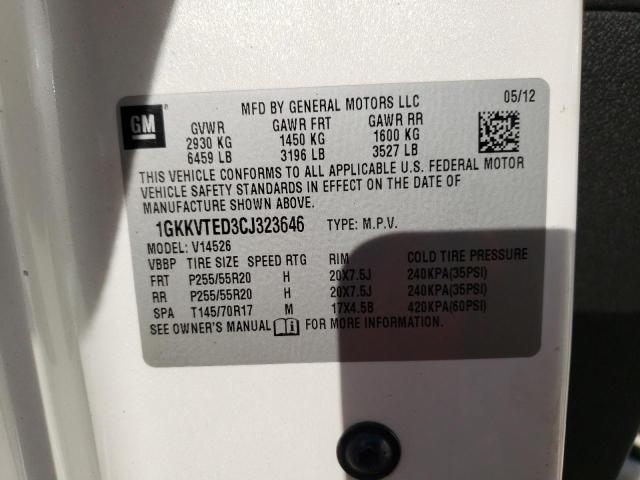 GM
MFD BY GENERAL MOTORS LLC 05/12
GVWR GAWR FRT GAWR RR
2930 KG 1450 KG 1600 KG
6459 LB 3196 LB 3527 LB
THIS VEHICLE CONFORMS TO ALL APPLICABLE U.S. FEDERAL MOTOR
VEHICLE SAFETY STANDARDS IN EFFECT ON THE DATE OF
MANUFACTURE SHOWN ABOVE.
1GKKVTED3CJ323646 TYPE: M.P.V.
MODEL: V14526
VBBP TIRE SIZE SPEED RTG RIM COLD TIRE PRESSURE
FRT P255/55R20 H 20X7.5J 240KPA(35PSI)
RR P255/55R20 H 20X7.5J 240KPA(35PSI)
SPA T145/70R17 M 17X4.5B 420KPA(60PSI)
SEE OWNER'S MANUAL FOR MORE INFORMATION.